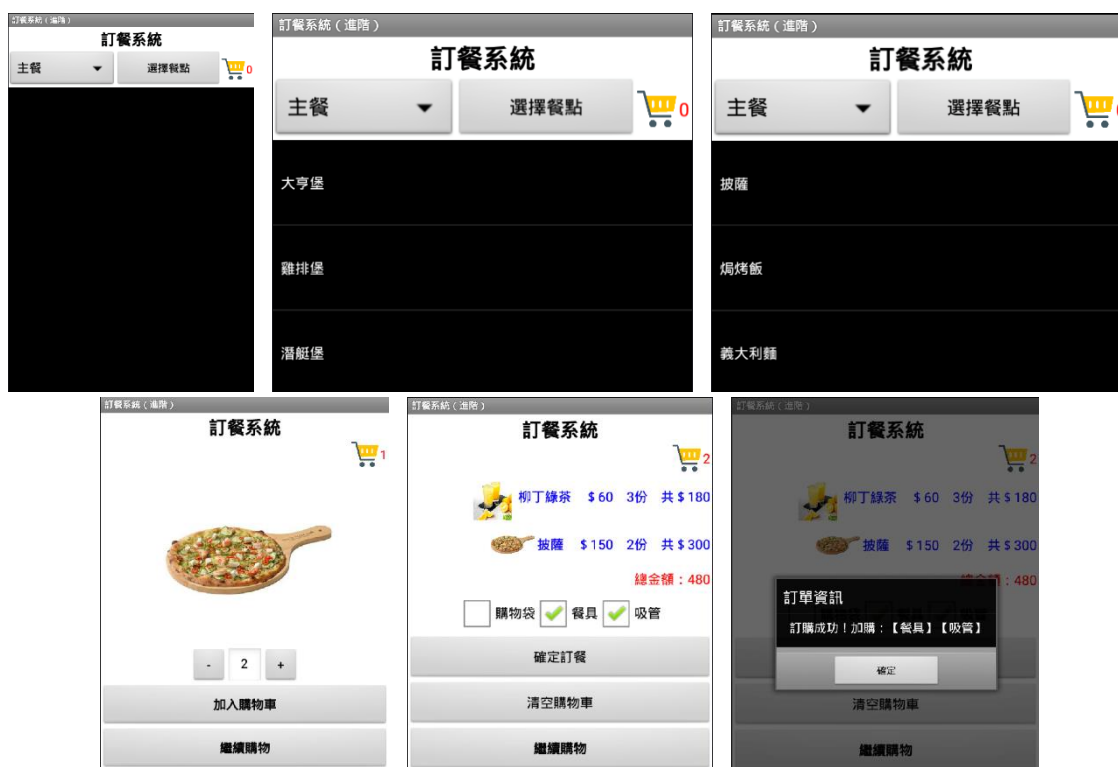 訂餐系統（進階）
訂餐系統
主餐 選擇餐點 0
訂餐系統（進階）
訂餐系統
主餐 選擇餐點 0
大亨堡
雞排堡
潛艇堡
訂餐系統（進階）
訂餐系統
主餐 選擇餐點
披薩
焗烤飯
義大利麵
訂餐系統（進階）
訂餐系統
1
- 2 +
加入購物車
繼續購物
訂餐系統（進階）
訂餐系統
2
柳丁綠茶 $60 3份 共$180
披薩 $150 2份 共$300
總金額：480
購物袋 餐具 吸管
確定訂餐
清空購物車
繼續購物
訂餐系統（進階）
訂餐系統
2
柳丁綠茶 $60 3份 共$180
披薩 $150 2份 共$300
：480
訂單資訊
訂購成功！加購：【餐具】【吸管】
確定
清空購物車
繼續購物